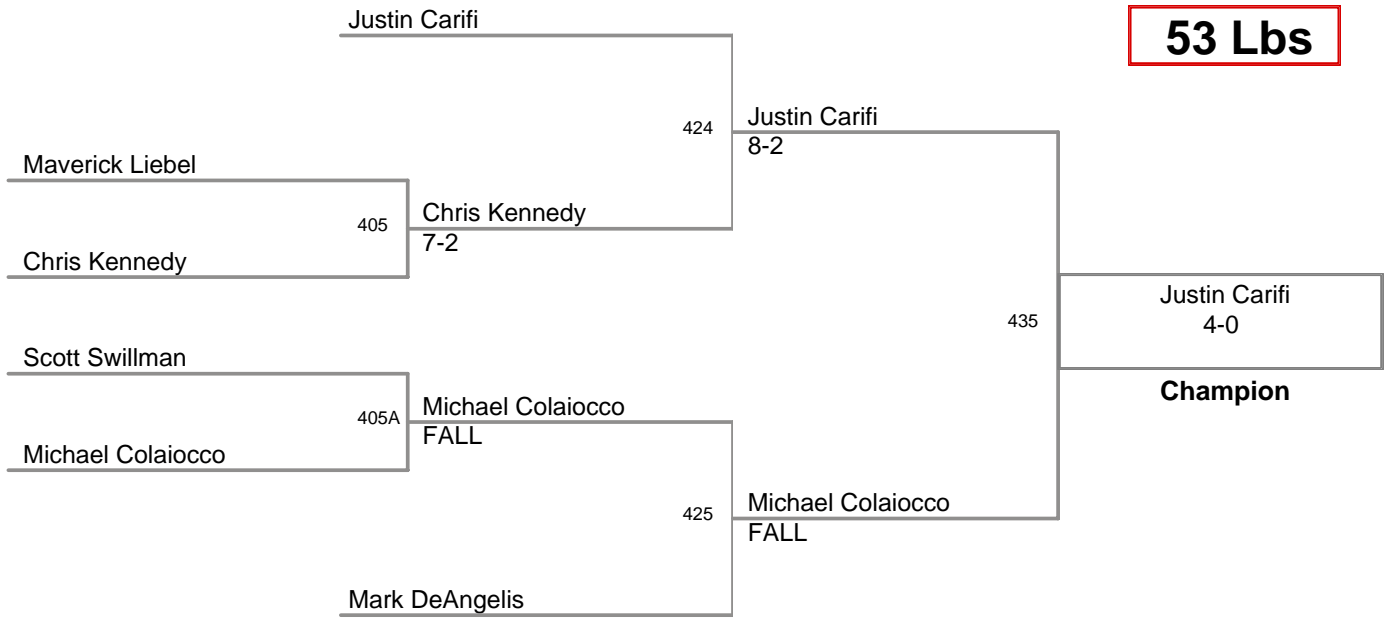 Justin Carifi
53 Lbs
424
Justin Carifi
8-2
Maverick Liebel
405
Chris Kennedy
7-2
Chris Kennedy
435
Justin Carifi
4-0
Champion
Scott Swillman
405A
Michael Colaiocco
FALL
Michael Colaiocco
425
Michael Colaiocco
FALL
Mark DeAngelis